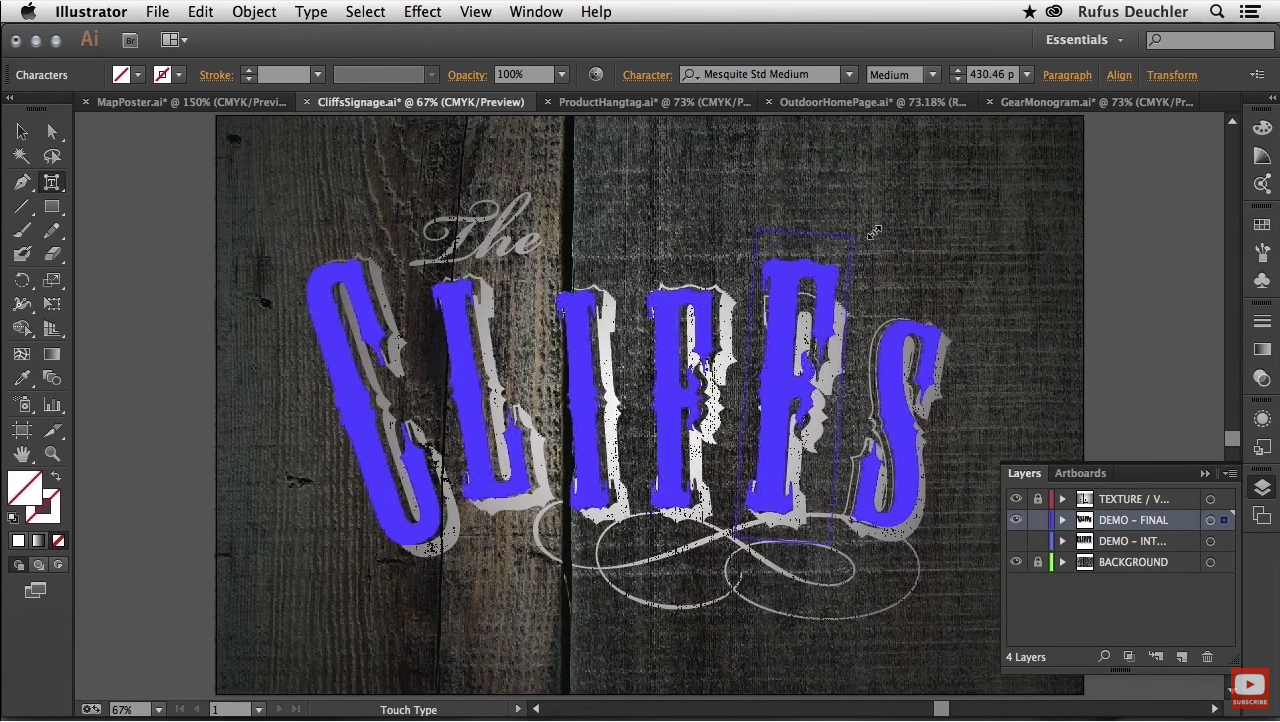 Illustrator File Edit Object Type Select Effect View Window Help Rufus Deuchler
Ai Br Essentials
Characters Stroke: Opacity: 100% Character: Mesquite Std Medium Medium 430.46 p Paragraph Align Transform
× MapPoster.ai* @ 150% (CMYK/Previ... × CliffsSignage.ai* @ 67% (CMYK/Preview) × ProductHangtag.ai* @ 73% (CMYK/P... × OutdoorHomePage.ai* @ 73.18% (R... × GearMonogram.ai* @ 73% (CMYK/Pr...
The
CLIFFS
Layers Artboards
TEXTURE / V...
DEMO – FINAL
DEMO – INT...
BACKGROUND
4 Layers
SUBSCRIBE
67% 1 Touch Type